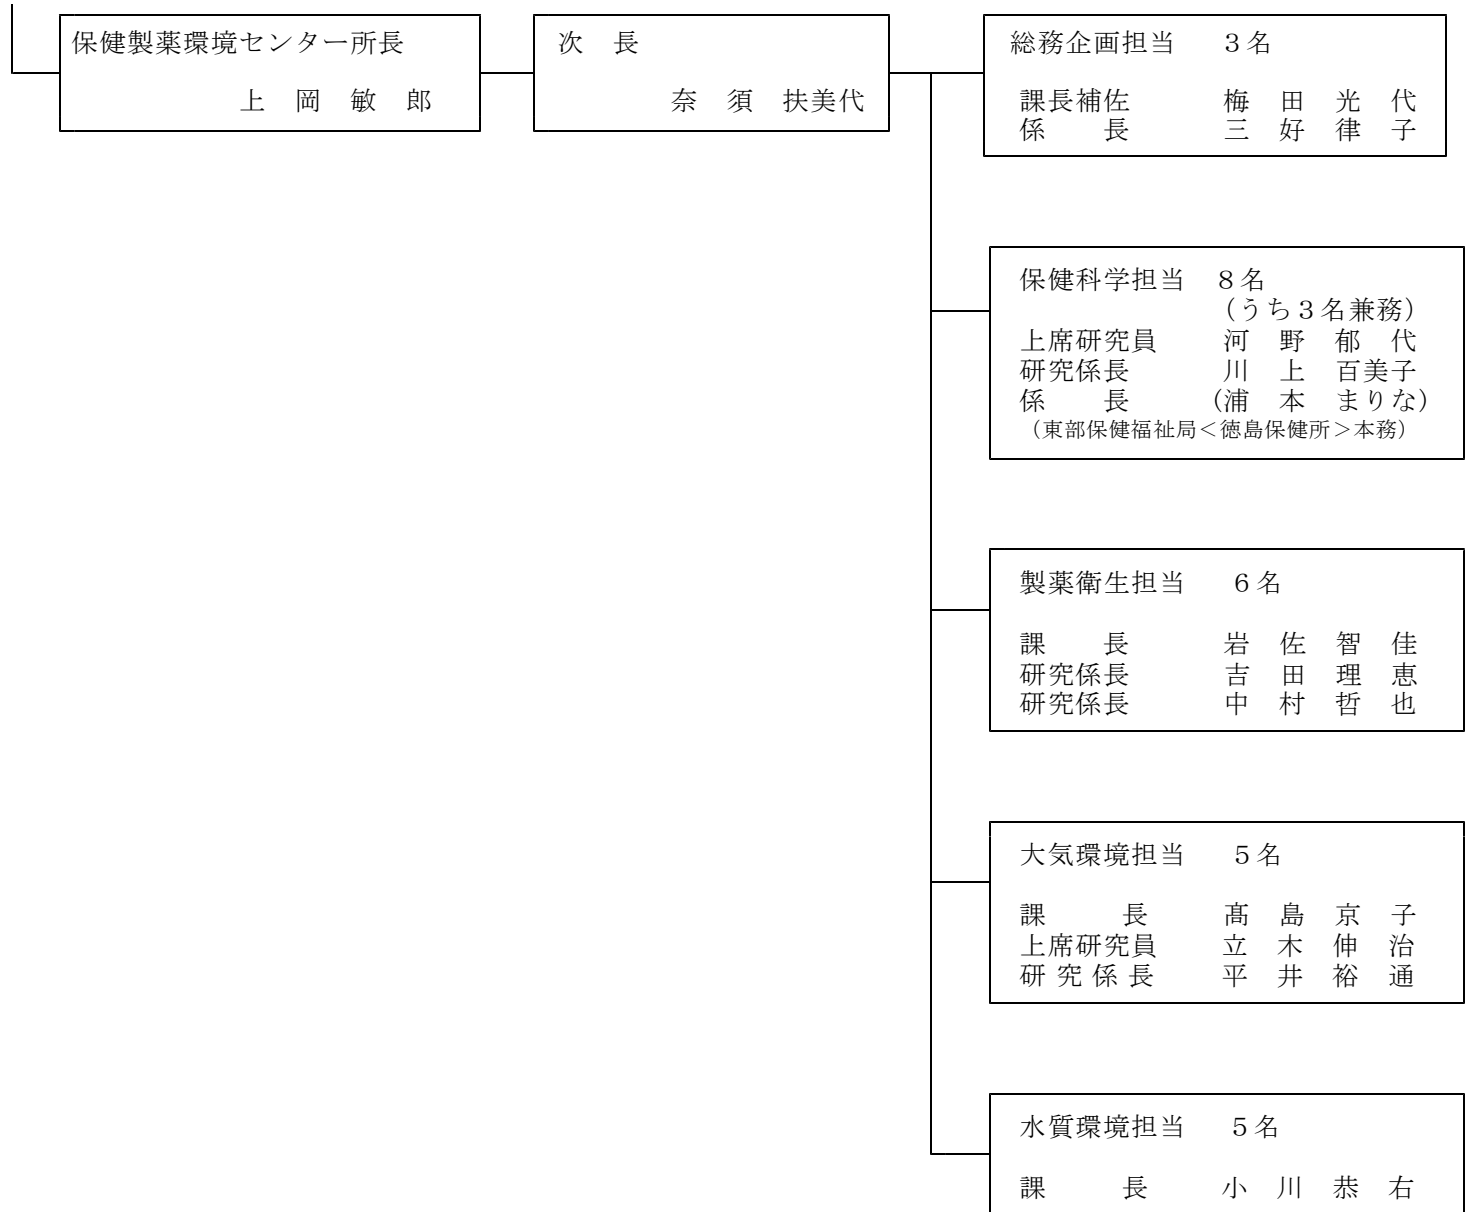 保健製薬環境センター所長
上 岡 敏 郎
次 長
奈 須 扶美代
総務企画担当 3名
課長補佐 梅 田 光 代
係 長 三 好 律 子
保健科学担当 8名
（うち3名兼務）
上席研究員 河 野 郁 代
研究係長 川 上 百美子
係 長 （浦 本 まりな）
（東部保健福祉局＜徳島保健所＞本務）
製薬衛生担当 6名
課 長 岩 佐 智 佳
研究係長 吉 田 理 恵
研究係長 中 村 哲 也
大気環境担当 5名
課 長 髙 島 京 子
上席研究員 立 木 伸 治
研 究 係 長 平 井 裕 通
水質環境担当 5名
課 長 小 川 恭 右